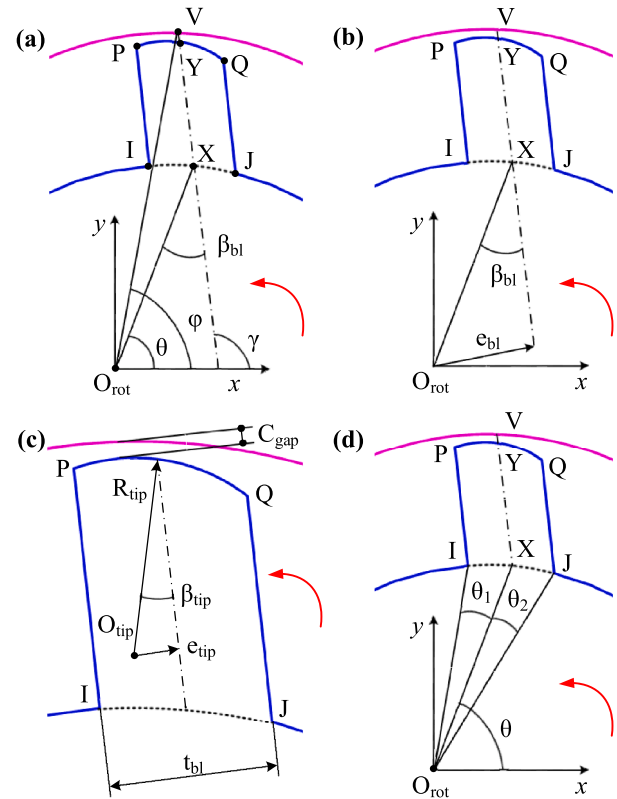 (a)
V
P
Y
Q
I
X
J
y
β_bl
φ
θ
γ
O_rot
x
(b)
V
P
Y
Q
I
X
J
y
β_bl
e_bl
O_rot
x
(c)
C_gap
P
R_tip
Q
β_tip
O_tip
e_tip
I
J
t_bl
(d)
V
P
Y
Q
I
X
J
θ_1
θ_2
y
θ
O_rot
x